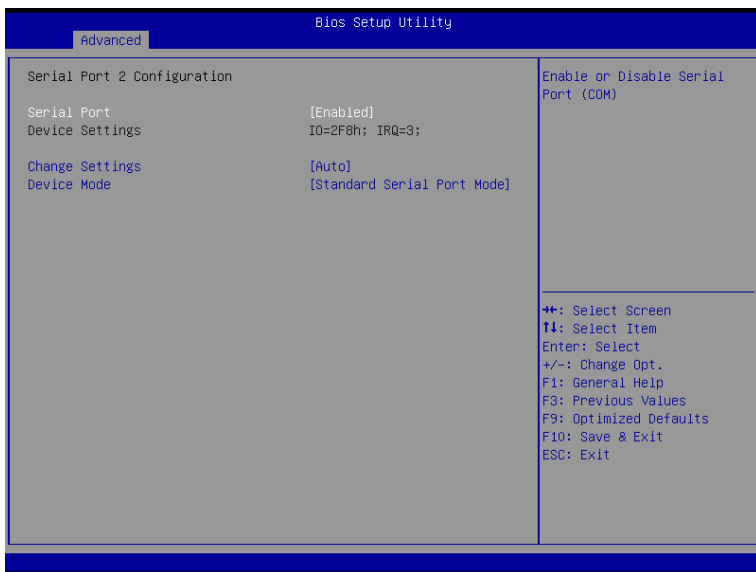 Bios Setup Utility
Advanced
Serial Port 2 Configuration
Serial Port [Enabled]
Device Settings IO=2F8h; IRQ=3;
Change Settings [Auto]
Device Mode [Standard Serial Port Mode]
Enable or Disable Serial
Port (COM)
→←: Select Screen
↑↓: Select Item
Enter: Select
+/-: Change Opt.
F1: General Help
F3: Previous Values
F9: Optimized Defaults
F10: Save & Exit
ESC: Exit